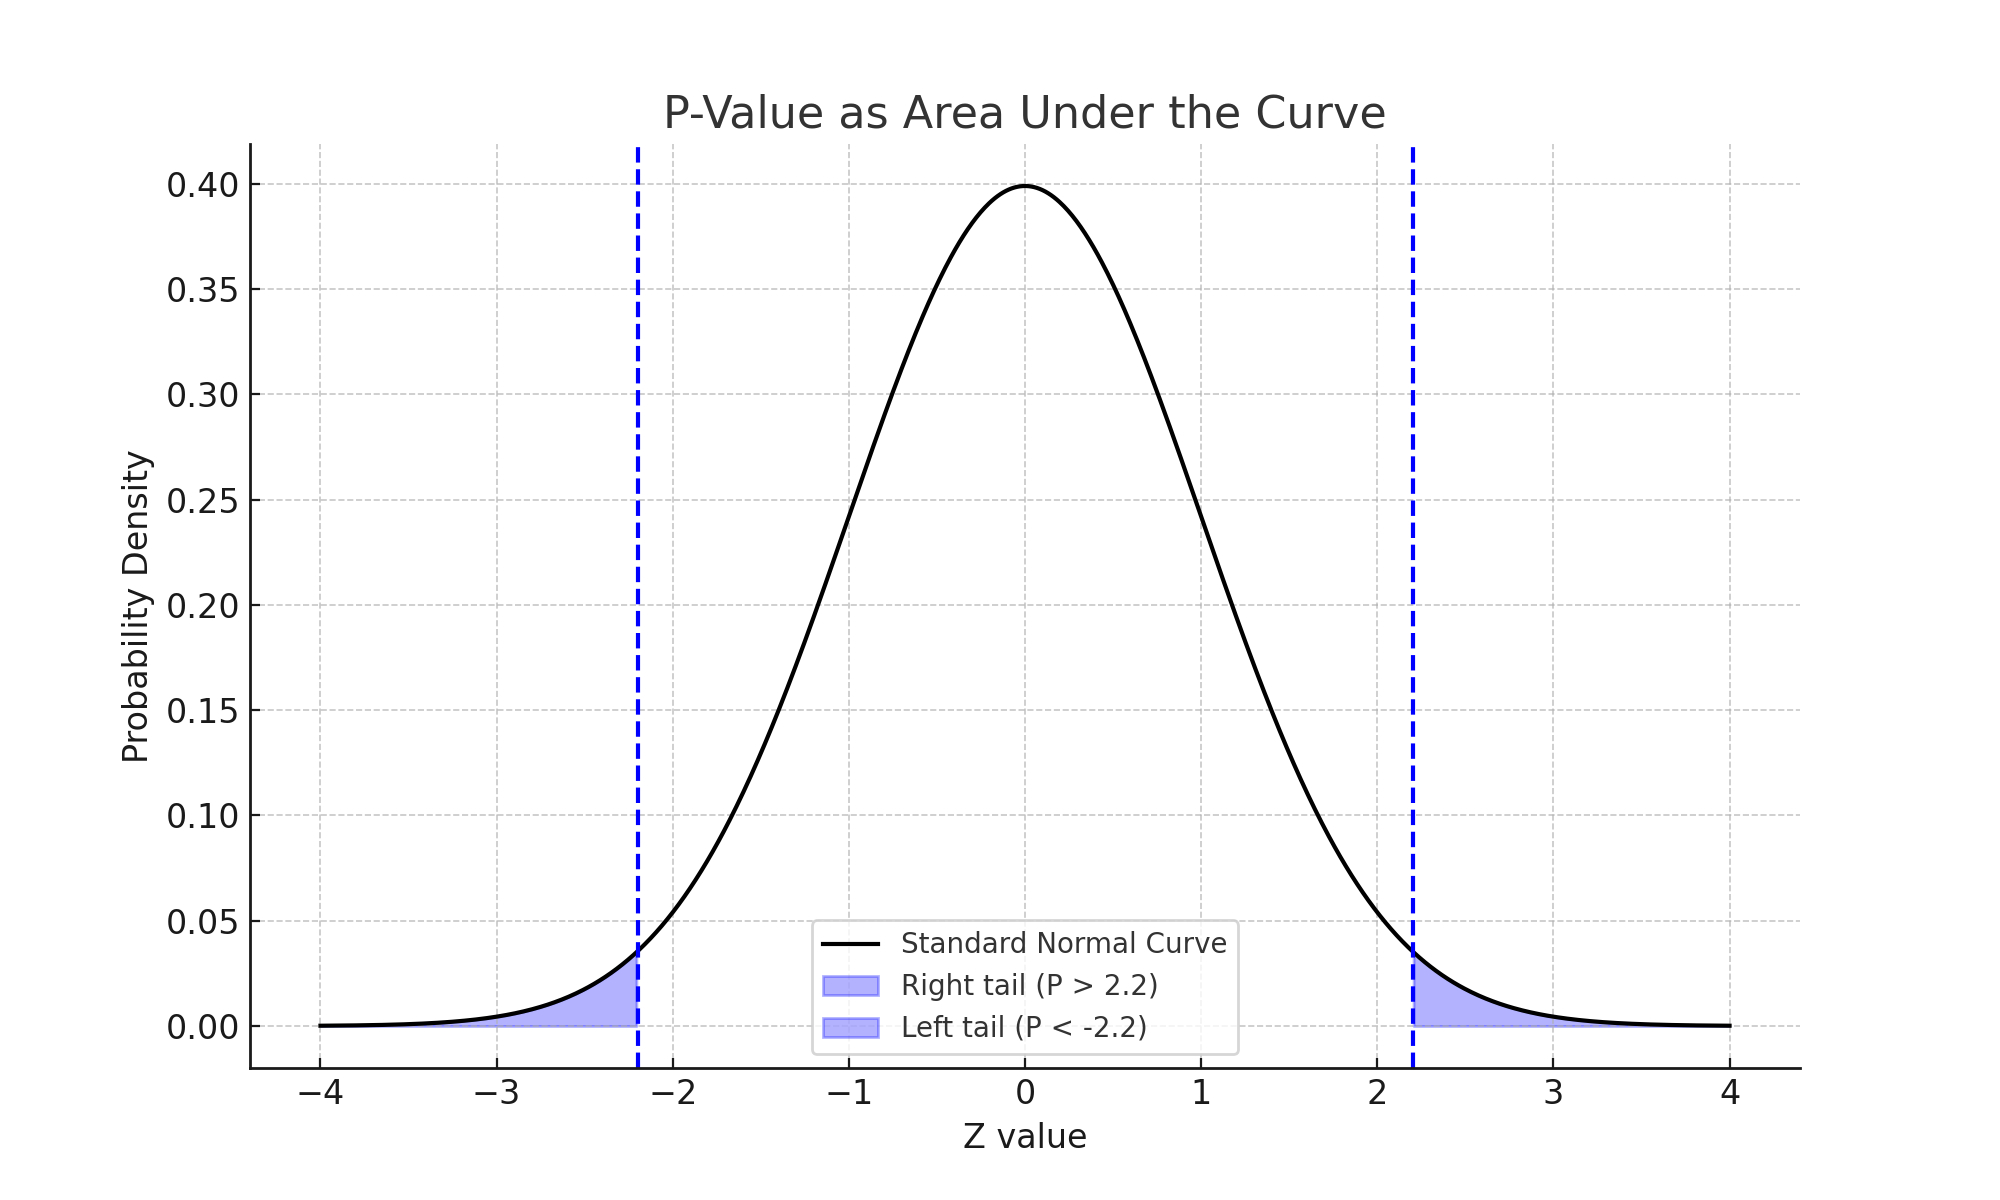 P-Value as Area Under the Curve
Probability Density
0.40
0.35
0.30
0.25
0.20
0.15
0.10
0.05
0.00
Standard Normal Curve
Right tail (P > 2.2)
Left tail (P < -2.2)
−4 −3 −2 −1 0 1 2 3 4
Z value